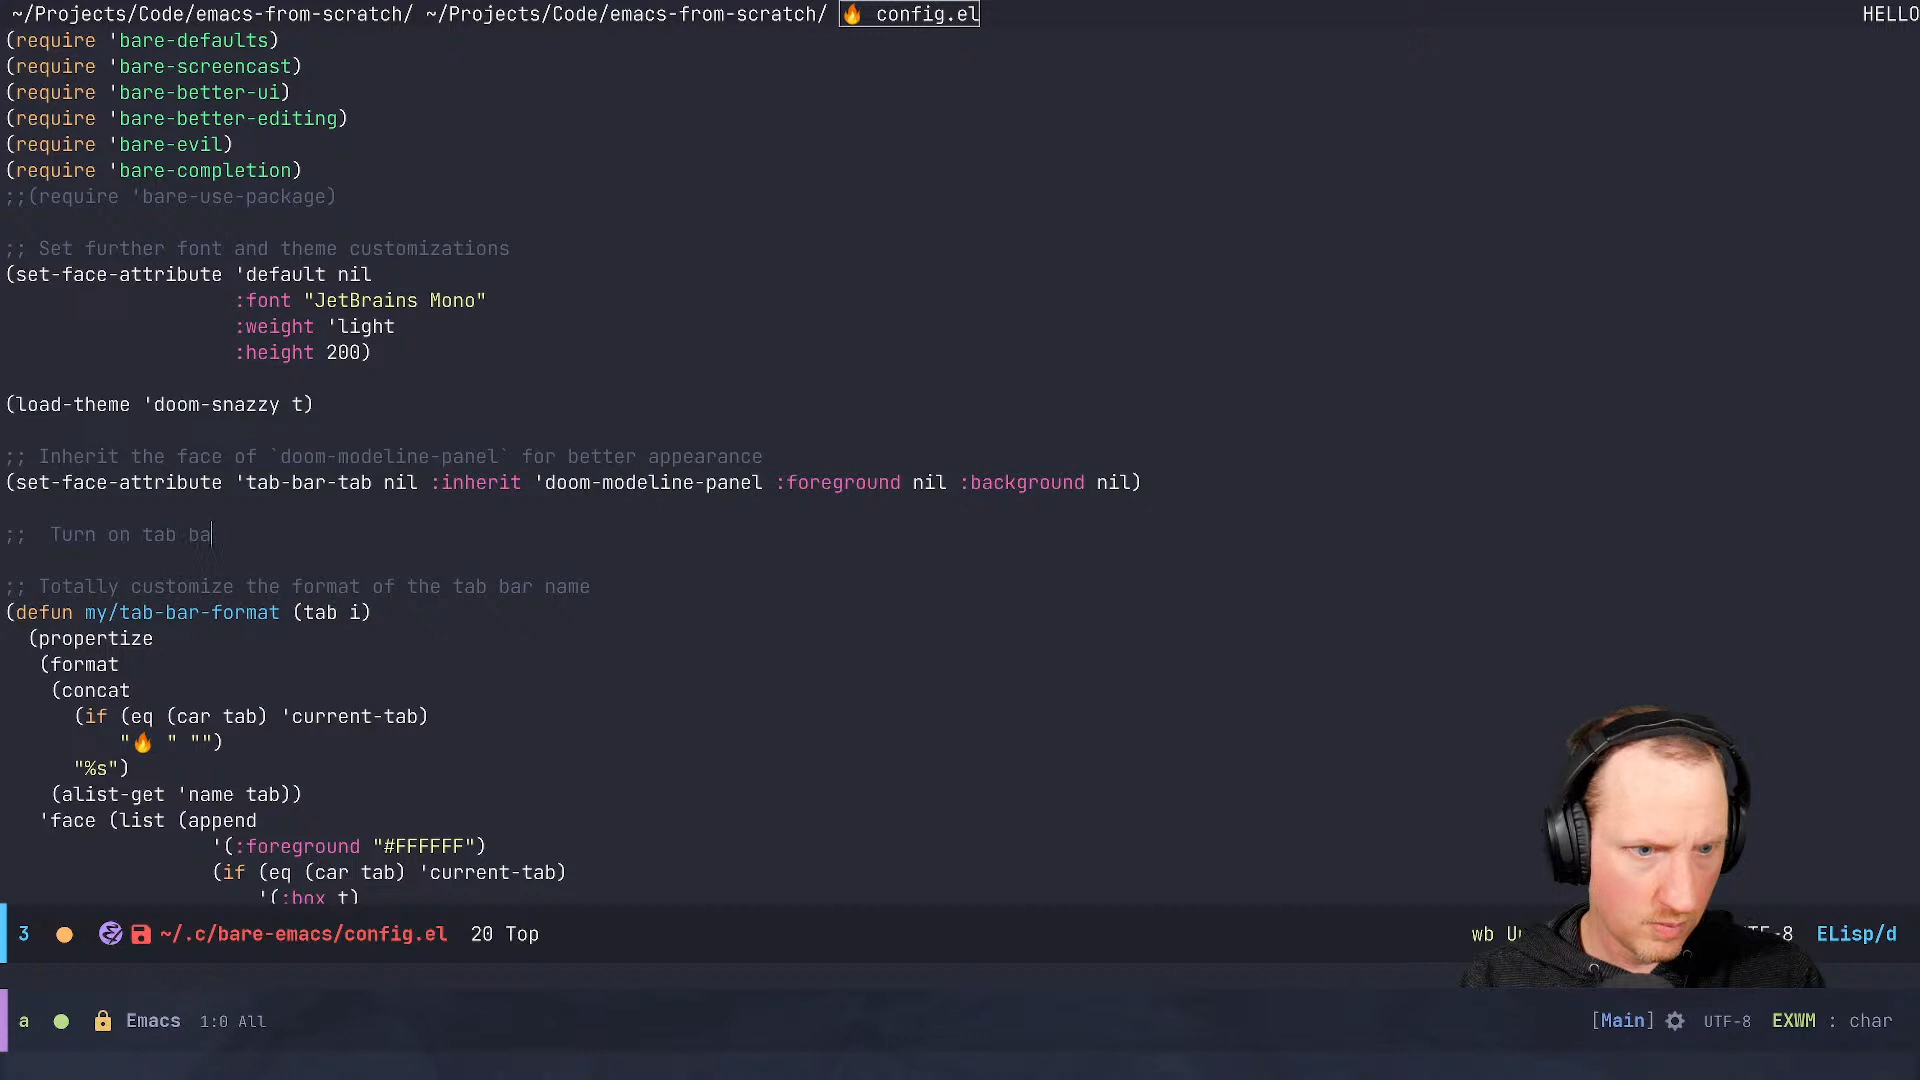 ~/Projects/Code/emacs-from-scratch/ ~/Projects/Code/emacs-from-scratch/ 🔥 config.el HELLO
(require 'bare-defaults)
(require 'bare-screencast)
(require 'bare-better-ui)
(require 'bare-better-editing)
(require 'bare-evil)
(require 'bare-completion)
;;(require 'bare-use-package)
;; Set further font and theme customizations
(set-face-attribute 'default nil
:font "JetBrains Mono"
:weight 'light
:height 200)
(load-theme 'doom-snazzy t)
;; Inherit the face of `doom-modeline-panel` for better appearance
(set-face-attribute 'tab-bar-tab nil :inherit 'doom-modeline-panel :foreground nil :background nil)
;;  Turn on tab ba
;; Totally customize the format of the tab bar name
(defun my/tab-bar-format (tab i)
(propertize
(format
(concat
(if (eq (car tab) 'current-tab)
"🔥 " "")
"%s")
(alist-get 'name tab))
'face (list (append
'(:foreground "#FFFFFF")
(if (eq (car tab) 'current-tab)
'(:box t)
3 ~/.c/bare-emacs/config.el 20 Top wb ELisp/d
a Emacs 1:0 All [Main] UTF-8 EXWM : char